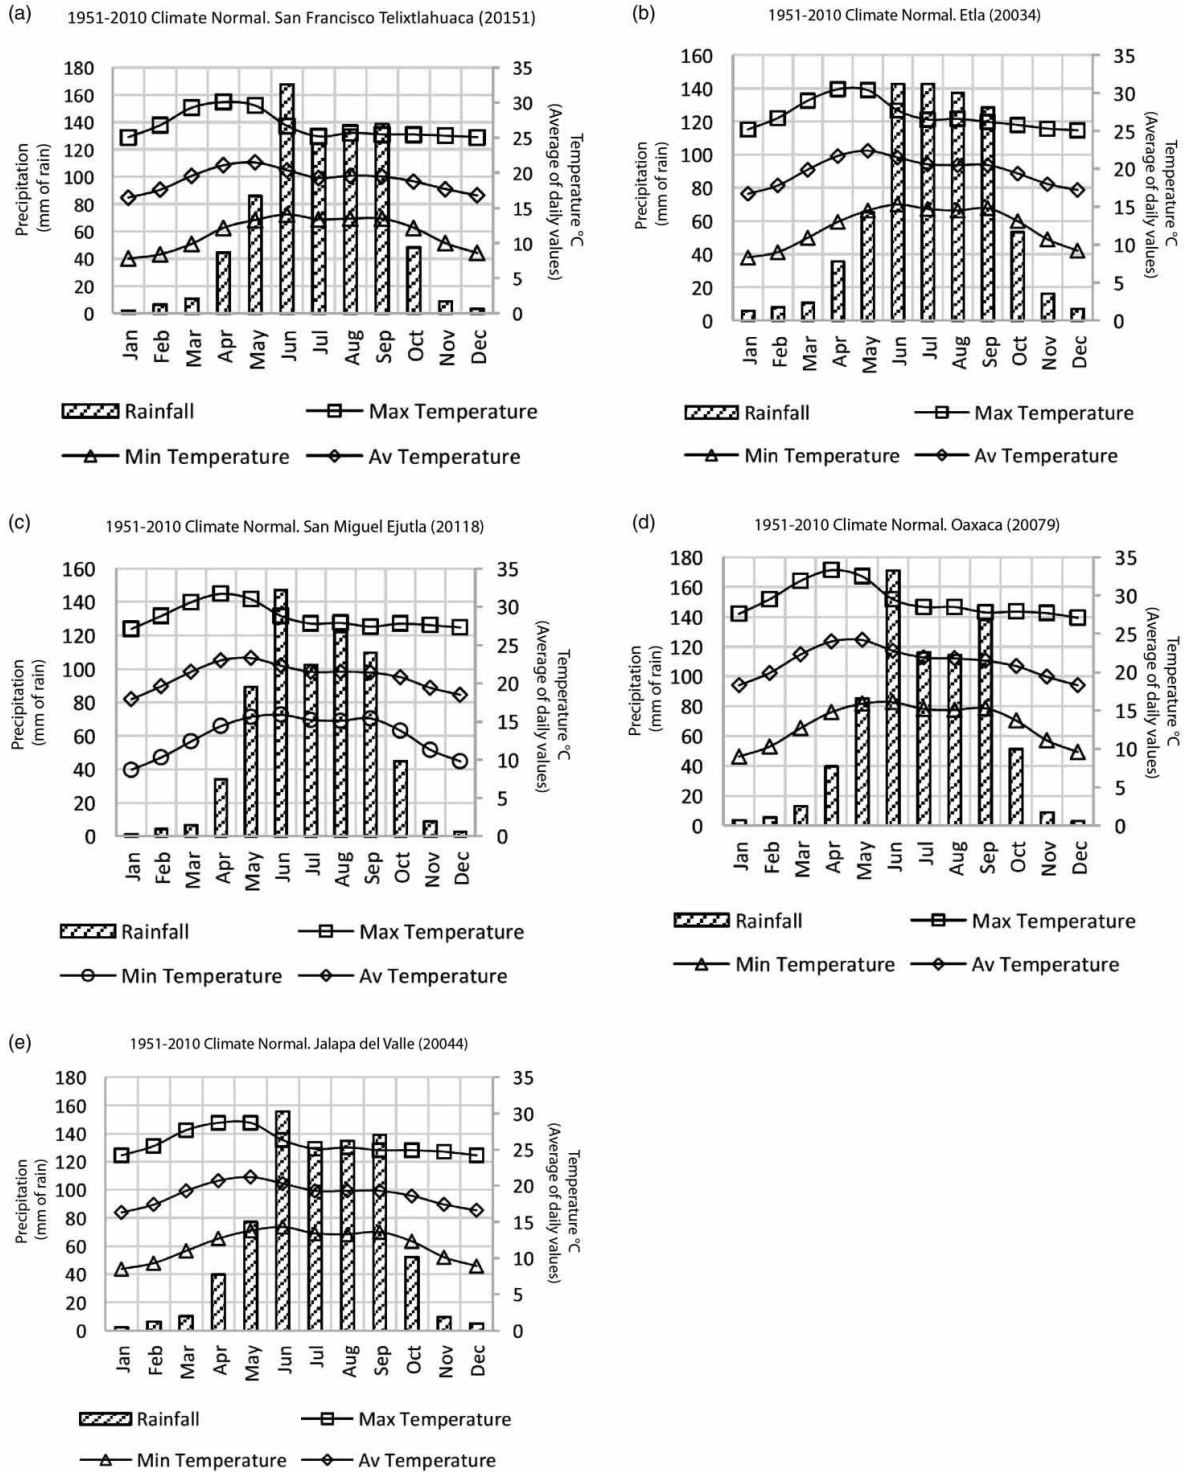 (a)
1951-2010 Climate Normal. San Francisco Telixtlahuaca (20151)
180
160
140
120
100
80
60
40
20
0
Precipitation
(mm of rain)
35
30
25
20
15
10
5
0
Temperature °C
(Average of daily values)
Jan Feb Mar Apr May Jun Jul Aug Sep Oct Nov Dec
Rainfall Max Temperature
Min Temperature Av Temperature
(b)
1951-2010 Climate Normal. Etla (20034)
160
140
120
100
80
60
40
20
0
Precipitation
(mm of rain)
35
30
25
20
15
10
5
0
Temperature °C
(Average of daily values)
Jan Feb Mar Apr May Jun Jul Aug Sep Oct Nov Dec
Rainfall Max Temperature
Min Temperature Av Temperature
(c)
1951-2010 Climate Normal. San Miguel Ejutla (20118)
160
140
120
100
80
60
40
20
0
Precipitation
(mm of rain)
35
30
25
20
15
10
5
0
Temperature °C
(Average of daily values)
Jan Feb Mar Apr May Jun Jul Aug Sep Oct Nov Dec
Rainfall Max Temperature
Min Temperature Av Temperature
(d)
1951-2010 Climate Normal. Oaxaca (20079)
180
160
140
120
100
80
60
40
20
0
Precipitation
(mm of rain)
35
30
25
20
15
10
5
0
Temperature °C
(Average of daily values)
Jan Feb Mar Apr May Jun Jul Aug Sep Oct Nov Dec
Rainfall Max Temperature
Min Temperature Av Temperature
(e)
1951-2010 Climate Normal. Jalapa del Valle (20044)
180
160
140
120
100
80
60
40
20
0
Precipitation
(mm of rain)
35
30
25
20
15
10
5
0
Temperature °C
(Average of daily values)
Jan Feb Mar Apr May Jun Jul Aug Sep Oct Nov Dec
Rainfall Max Temperature
Min Temperature Av Temperature